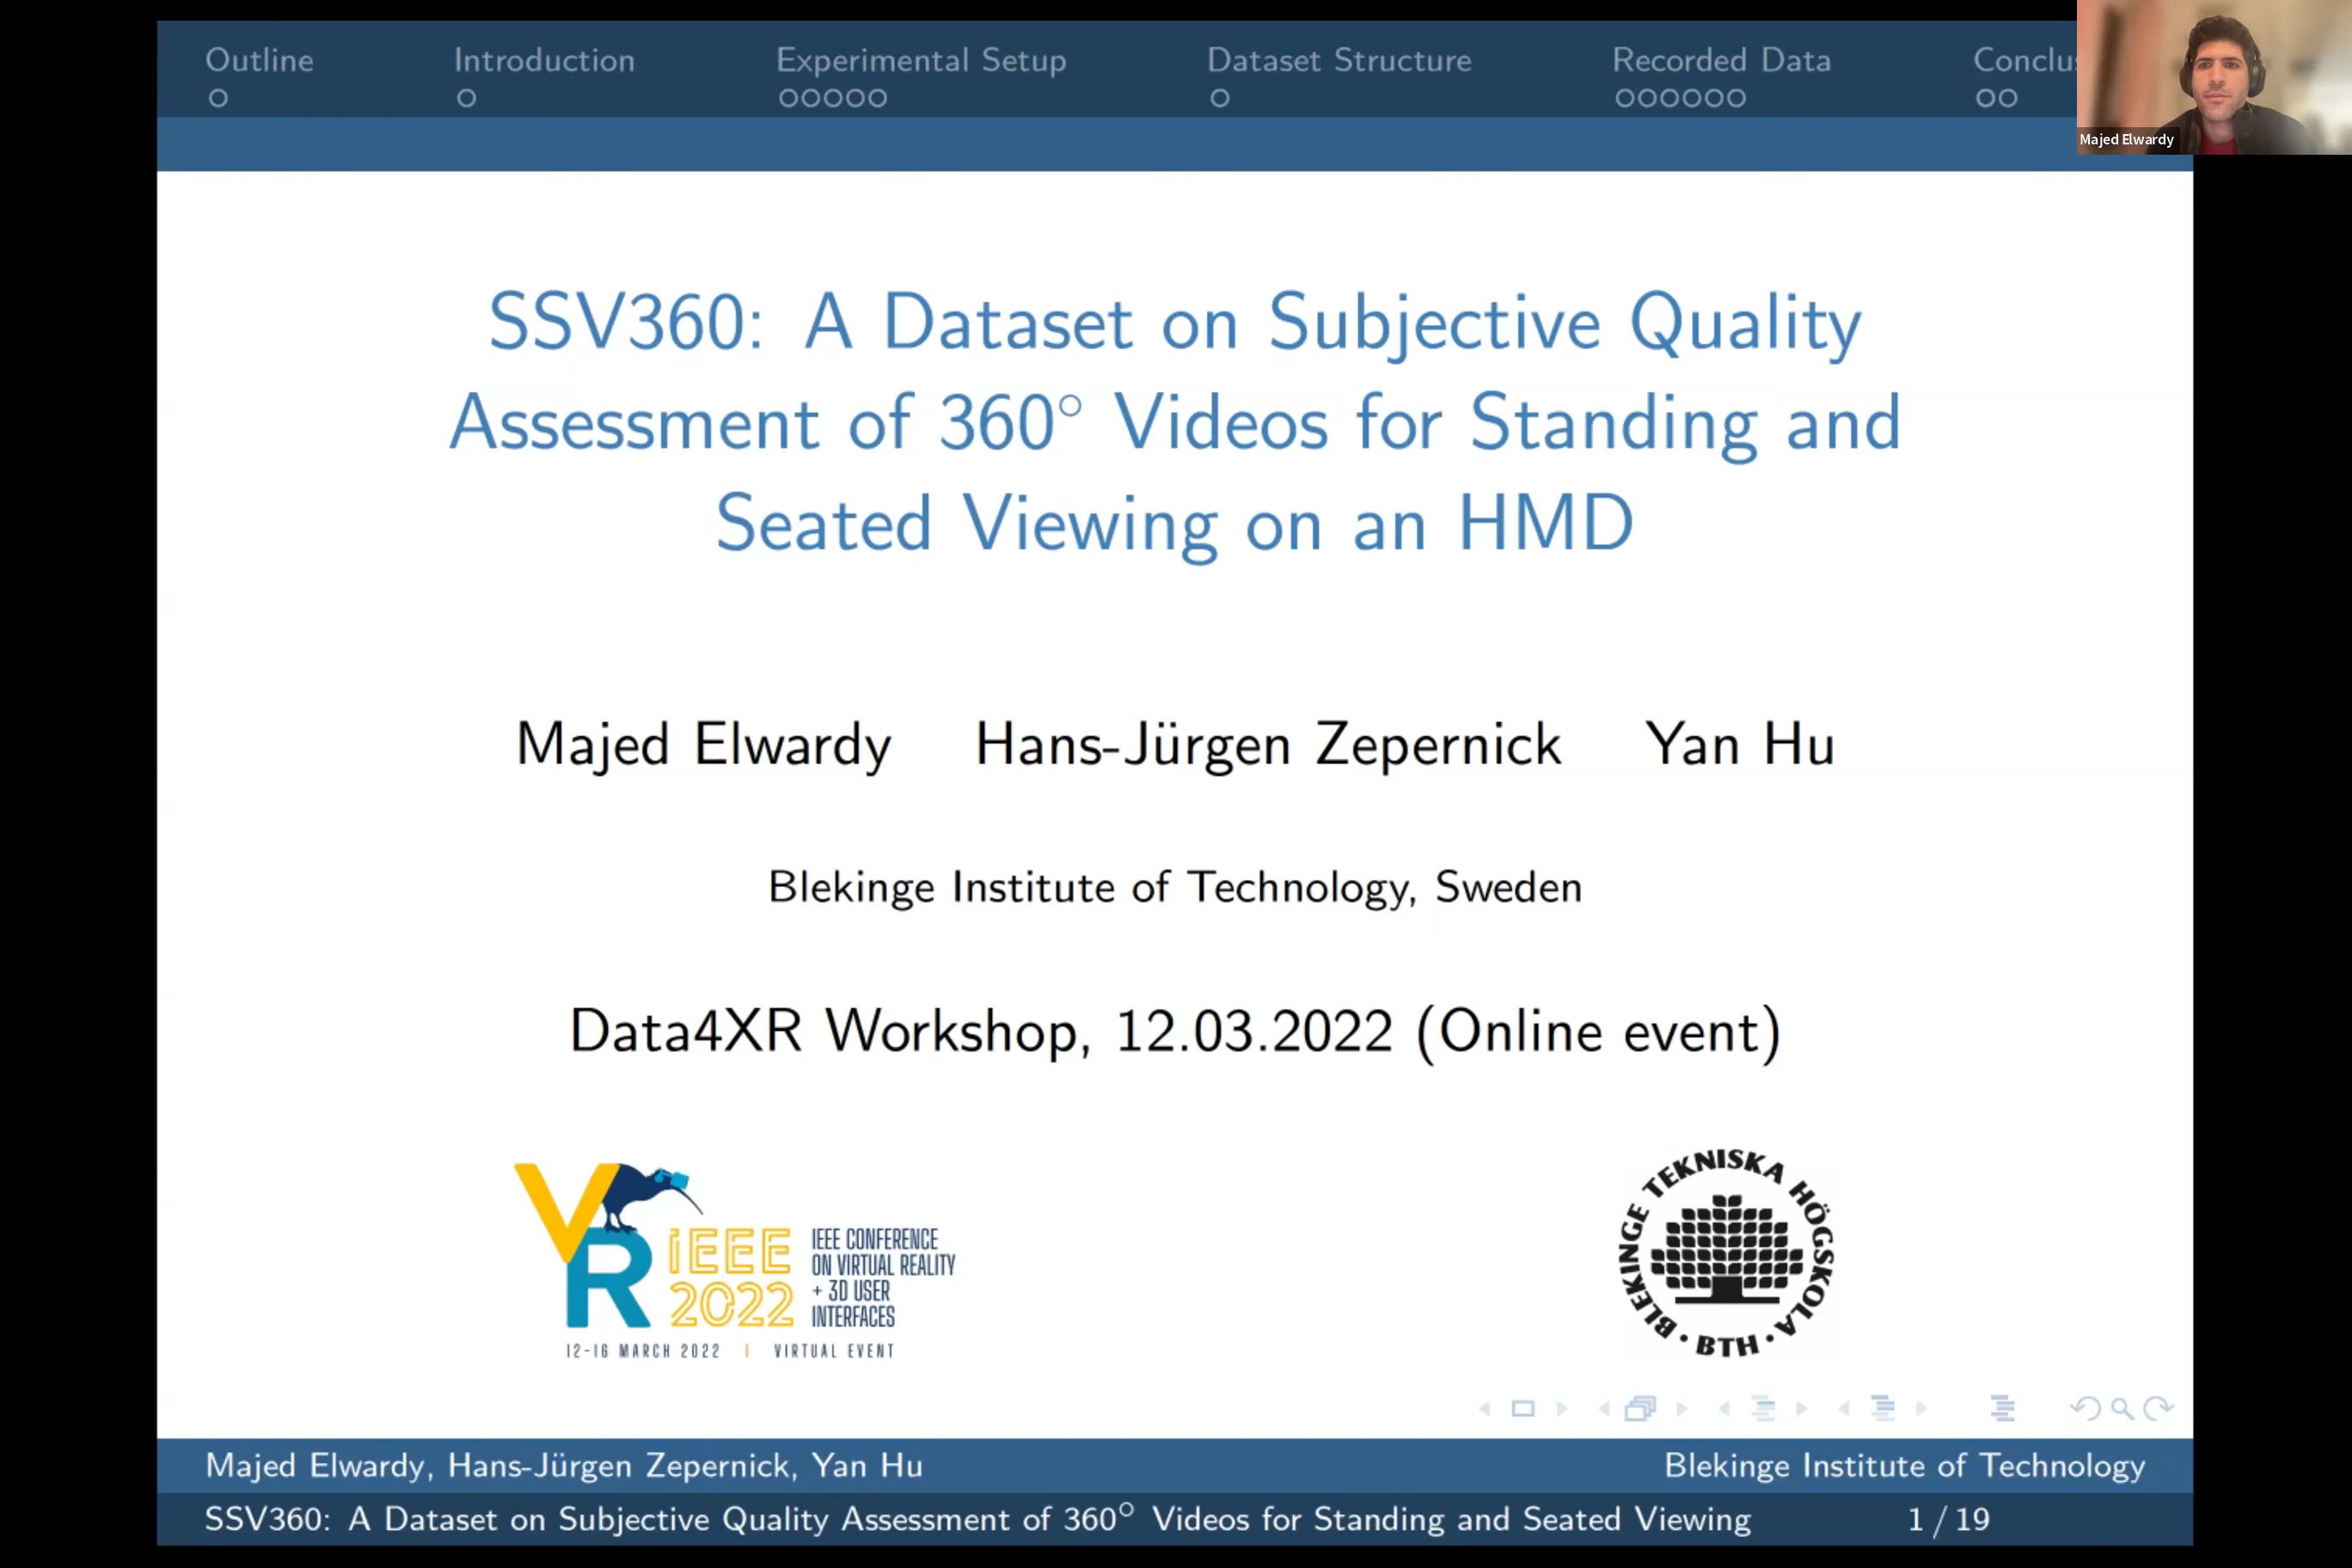 Outline Introduction Experimental Setup Dataset Structure Recorded Data Conclu
Majed Elwardy
SSV360: A Dataset on Subjective Quality
Assessment of 360° Videos for Standing and
Seated Viewing on an HMD
Majed Elwardy Hans-Jürgen Zepernick Yan Hu
Blekinge Institute of Technology, Sweden
Data4XR Workshop, 12.03.2022 (Online event)
VR IEEE 2022
IEEE CONFERENCE
ON VIRTUAL REALITY
+ 3D USER
INTERFACES
12-16 MARCH 2022 | VIRTUAL EVENT
BLEKINGE TEKNISKA HÖGSKOLA
· BTH ·
Majed Elwardy, Hans-Jürgen Zepernick, Yan Hu Blekinge Institute of Technology
SSV360: A Dataset on Subjective Quality Assessment of 360° Videos for Standing and Seated Viewing 1 / 19